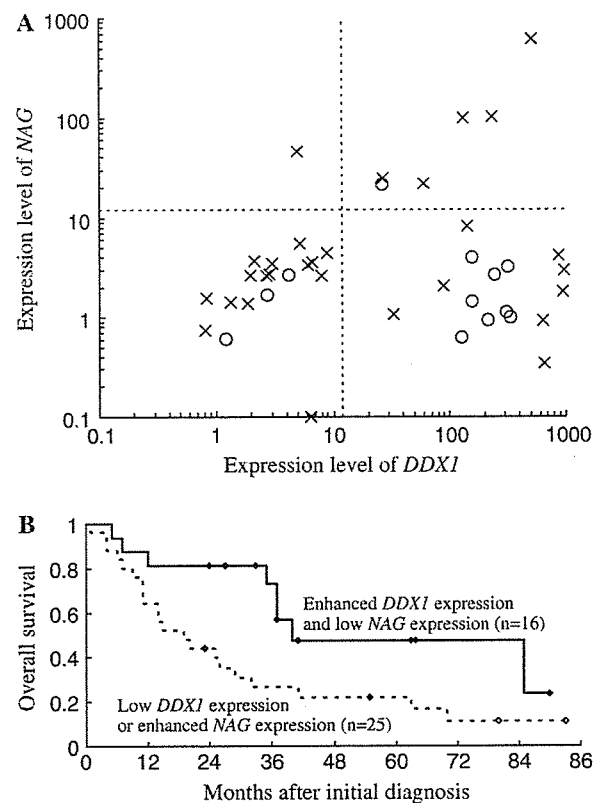 A
Expression level of NAG
1000
100
10
1
0.1
0.1 1 10 100 1000
Expression level of DDX1
B
Overall survival
1
0.8
0.6
0.4
0.2
0
Enhanced DDX1 expression
and low NAG expression (n=16)
Low DDX1 expression
or enhanced NAG expression (n=25)
0 12 24 36 48 60 72 84 86
Months after initial diagnosis